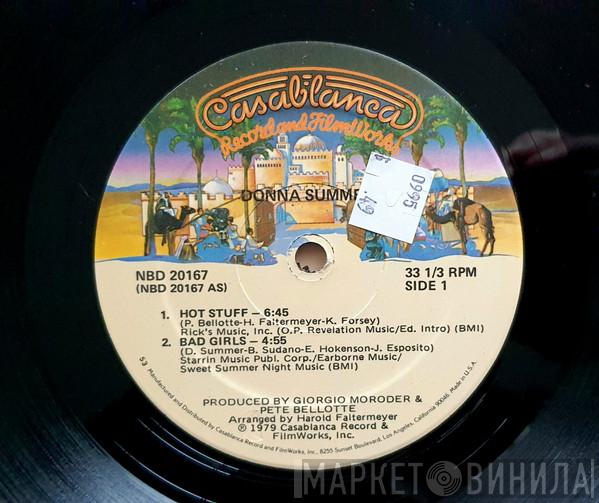 Casablanca
Record and FilmWorks
DONNA SUMME
0995
.49
NBD 20167
(NBD 20167 AS)
33 1/3 RPM
SIDE 1
1. HOT STUFF – 6:45
(P. Bellotte-H. Faltermeyer-K. Forsey)
Rick's Music, Inc. (O.P. Revelation Music/Ed. Intro) (BMI)
2. BAD GIRLS – 4:55
(D. Summer-B. Sudano-E. Hokenson-J. Esposito)
Starrin Music Publ. Corp./Earborne Music/
Sweet Summer Night Music (BMI)
PRODUCED BY GIORGIO MORODER &
PETE BELLOTTE
Arranged by Harold Faltermeyer
℗ 1979 Casablanca Record &
FilmWorks, Inc.
53 Manufactured and Distributed by Casablanca Record and FilmWorks, Inc., 8255 Sunset Boulevard, Los Angeles, California 90046 Made in U.S.A.
МАРКЕТ ВИНИЛА